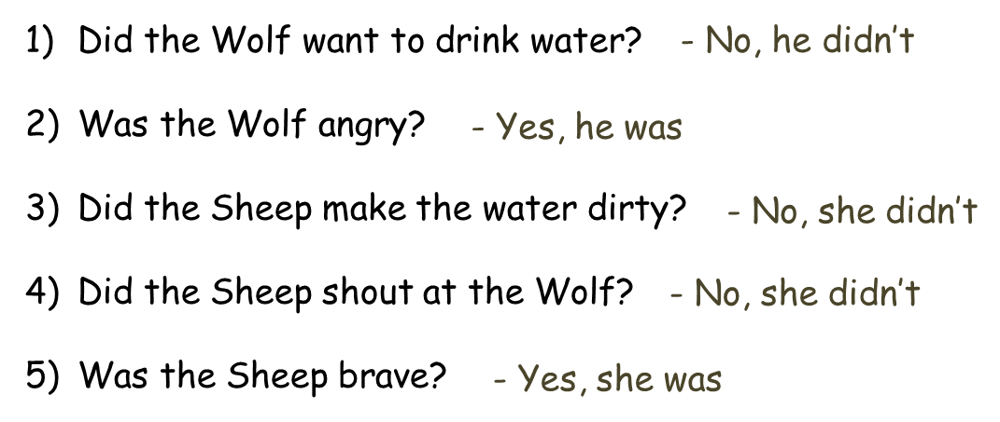 1) Did the Wolf want to drink water? - No, he didn't
2) Was the Wolf angry? - Yes, he was
3) Did the Sheep make the water dirty? - No, she didn't
4) Did the Sheep shout at the Wolf? - No, she didn't
5) Was the Sheep brave? - Yes, she was